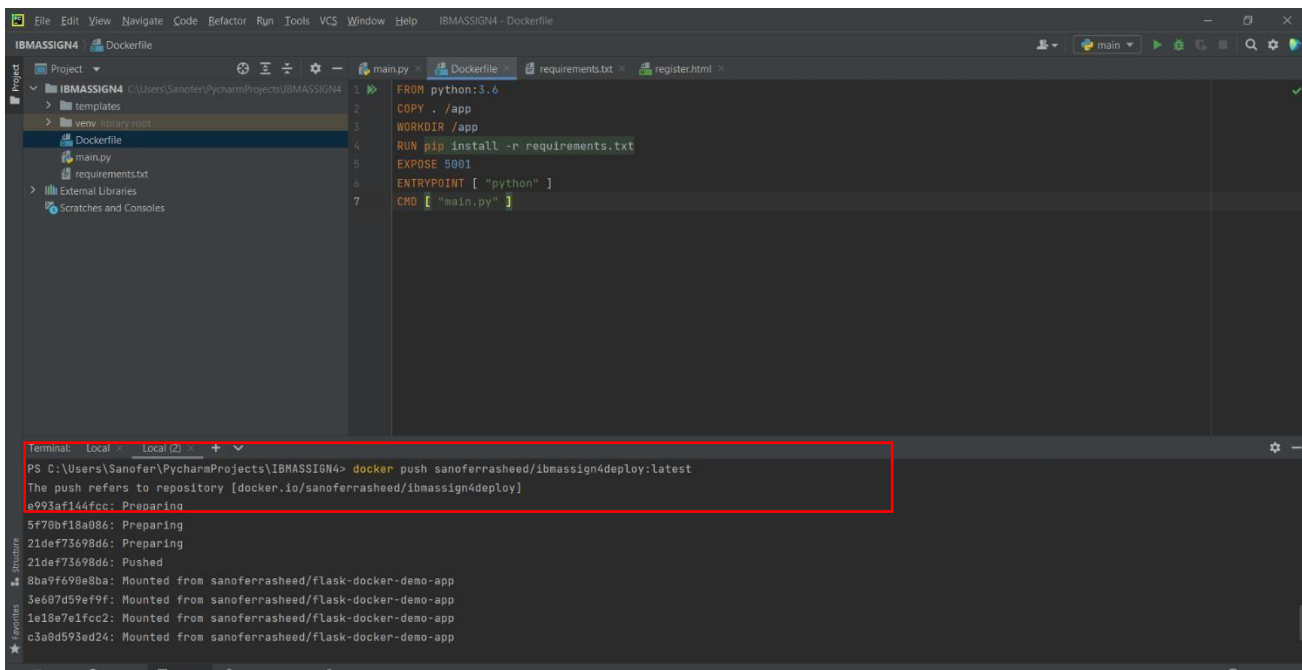 File Edit View Navigate Code Refactor Run Tools VCS Window Help IBMASSIGN4 - Dockerfile
IBMASSIGN4 Dockerfile main
Project
main.py Dockerfile requirements.txt register.html
IBMASSIGN4 C:\Users\Sanofer\PycharmProjects\IBMASSIGN4
templates
venv library root
Dockerfile
main.py
requirements.txt
External Libraries
Scratches and Consoles
Project
1 FROM python:3.6
2 COPY . /app
3 WORKDIR /app
4 RUN pip install -r requirements.txt
5 EXPOSE 5001
6 ENTRYPOINT [ "python" ]
7 CMD [ "main.py" ]
Terminal: Local Local (2)
PS C:\Users\Sanofer\PycharmProjects\IBMASSIGN4> docker push sanoferrasheed/ibmassign4deploy:latest
The push refers to repository [docker.io/sanoferrasheed/ibmassign4deploy]
e993af144fcc: Preparing
5f70bf18a086: Preparing
21def73698d6: Preparing
21def73698d6: Pushed
8ba9f690e8ba: Mounted from sanoferrasheed/flask-docker-demo-app
3e607d59ef9f: Mounted from sanoferrasheed/flask-docker-demo-app
1e18e7e1fcc2: Mounted from sanoferrasheed/flask-docker-demo-app
c3a0d593ed24: Mounted from sanoferrasheed/flask-docker-demo-app
Structure
Favorites